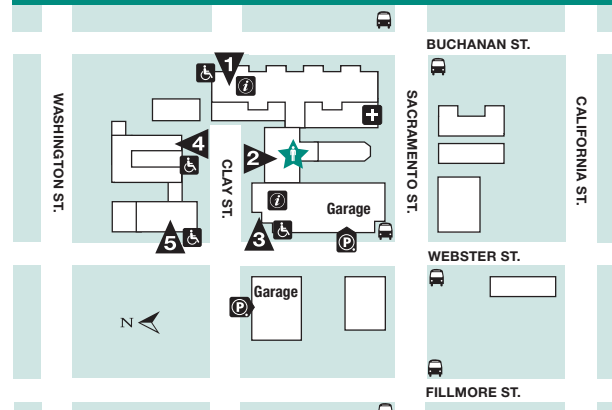 BUCHANAN ST.
1
i
WASHINGTON ST.
SACRAMENTO ST.
CALIFORNIA ST.
4
2
CLAY ST.
i
Garage
5
3
P
WEBSTER ST.
Garage
P
N
FILLMORE ST.